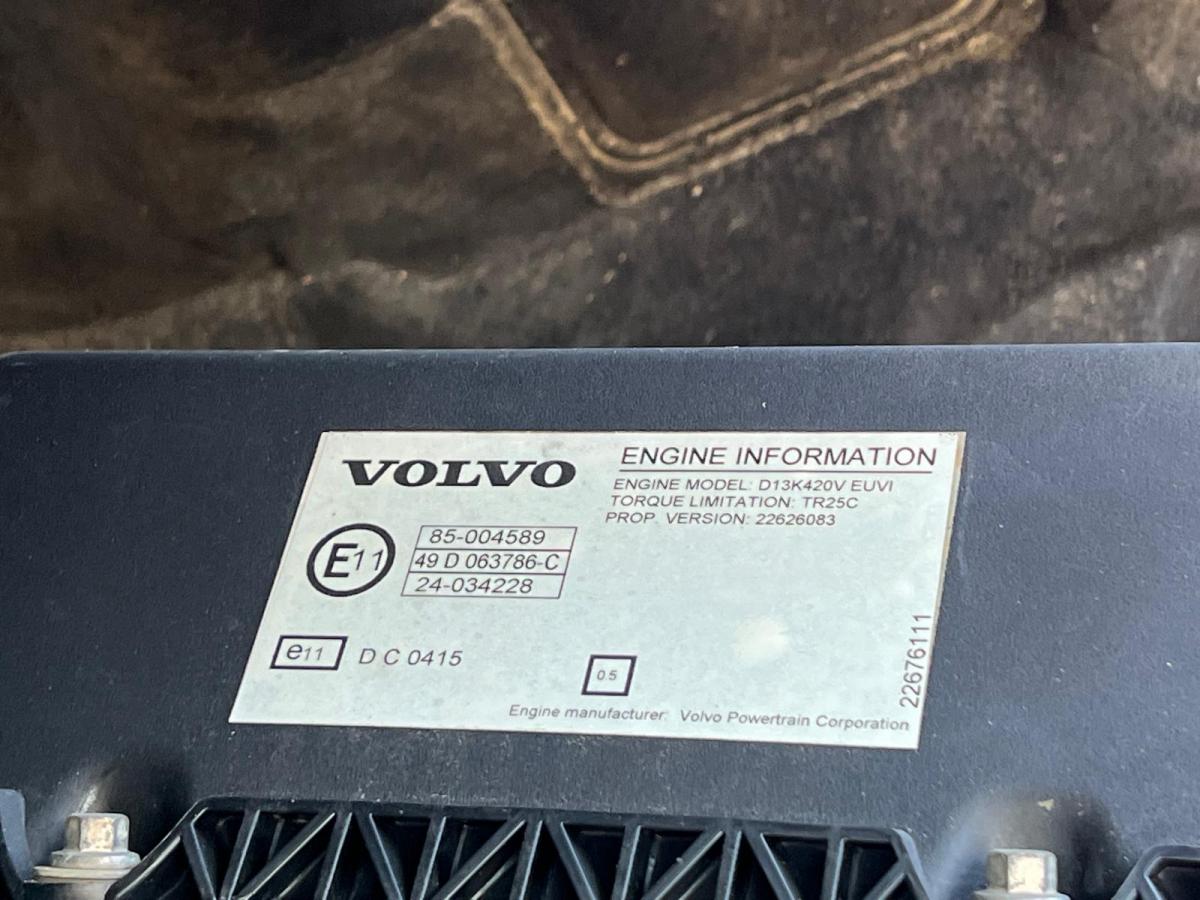 VOLVO
ENGINE INFORMATION
ENGINE MODEL: D13K420V EUVI
TORQUE LIMITATION: TR25C
PROP. VERSION: 22626083
E11
85-004589
49 D 063786-C
24-034228
e11 D C 0415
0.5
22676111
Engine manufacturer: Volvo Powertrain Corporation